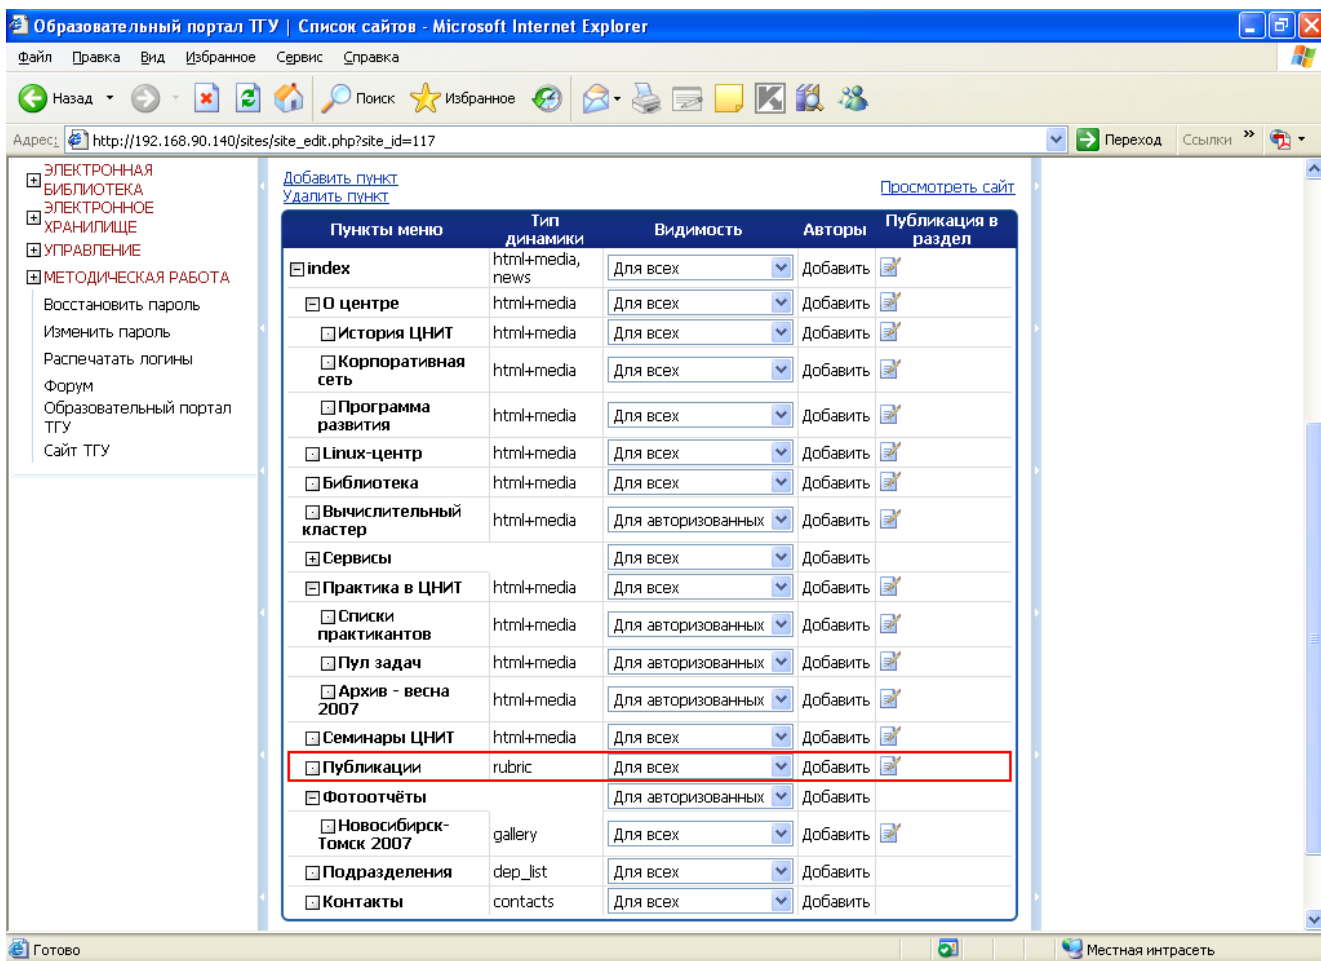 Образовательный портал ТГУ | Список сайтов - Microsoft Internet Explorer
Файл Правка Вид Избранное Сервис Справка
Назад Поиск Избранное
Адрес: http://192.168.90.140/sites/site_edit.php?site_id=117 Переход Ссылки »
ЭЛЕКТРОННАЯ
БИБЛИОТЕКА
ЭЛЕКТРОННОЕ
ХРАНИЛИЩЕ
УПРАВЛЕНИЕ
МЕТОДИЧЕСКАЯ РАБОТА
Восстановить пароль
Изменить пароль
Распечатать логины
Форум
Образовательный портал
ТГУ
Сайт ТГУ
Добавить пункт
Удалить пункт
Просмотреть сайт
Пункты меню Тип динамики Видимость Авторы Публикация в раздел
index html+media, news Для всех Добавить
О центре html+media Для всех Добавить
История ЦНИТ html+media Для всех Добавить
Корпоративная сеть html+media Для всех Добавить
Программа развития html+media Для всех Добавить
Linux-центр html+media Для всех Добавить
Библиотека html+media Для всех Добавить
Вычислительный кластер html+media Для авторизованных Добавить
Сервисы Для всех Добавить
Практика в ЦНИТ html+media Для всех Добавить
Списки практикантов html+media Для авторизованных Добавить
Пул задач html+media Для авторизованных Добавить
Архив - весна 2007 html+media Для авторизованных Добавить
Семинары ЦНИТ html+media Для всех Добавить
Публикации rubric Для всех Добавить
Фотоотчёты Для авторизованных Добавить
Новосибирск-Томск 2007 gallery Для всех Добавить
Подразделения dep_list Для всех Добавить
Контакты contacts Для всех Добавить
Готово Местная интрасеть